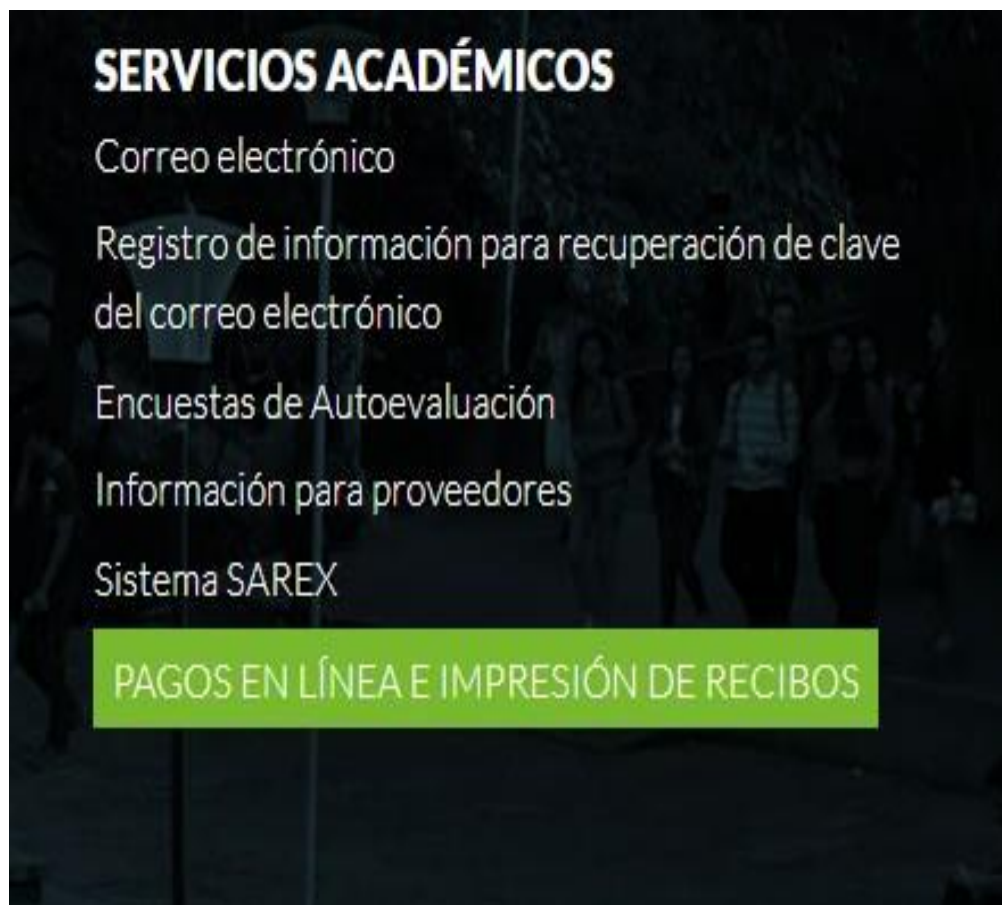 SERVICIOS ACADÉMICOS
Correo electrónico
Registro de información para recuperación de clave
del correo electrónico
Encuestas de Autoevaluación
Información para proveedores
Sistema SAREX
PAGOS EN LÍNEA E IMPRESIÓN DE RECIBOS